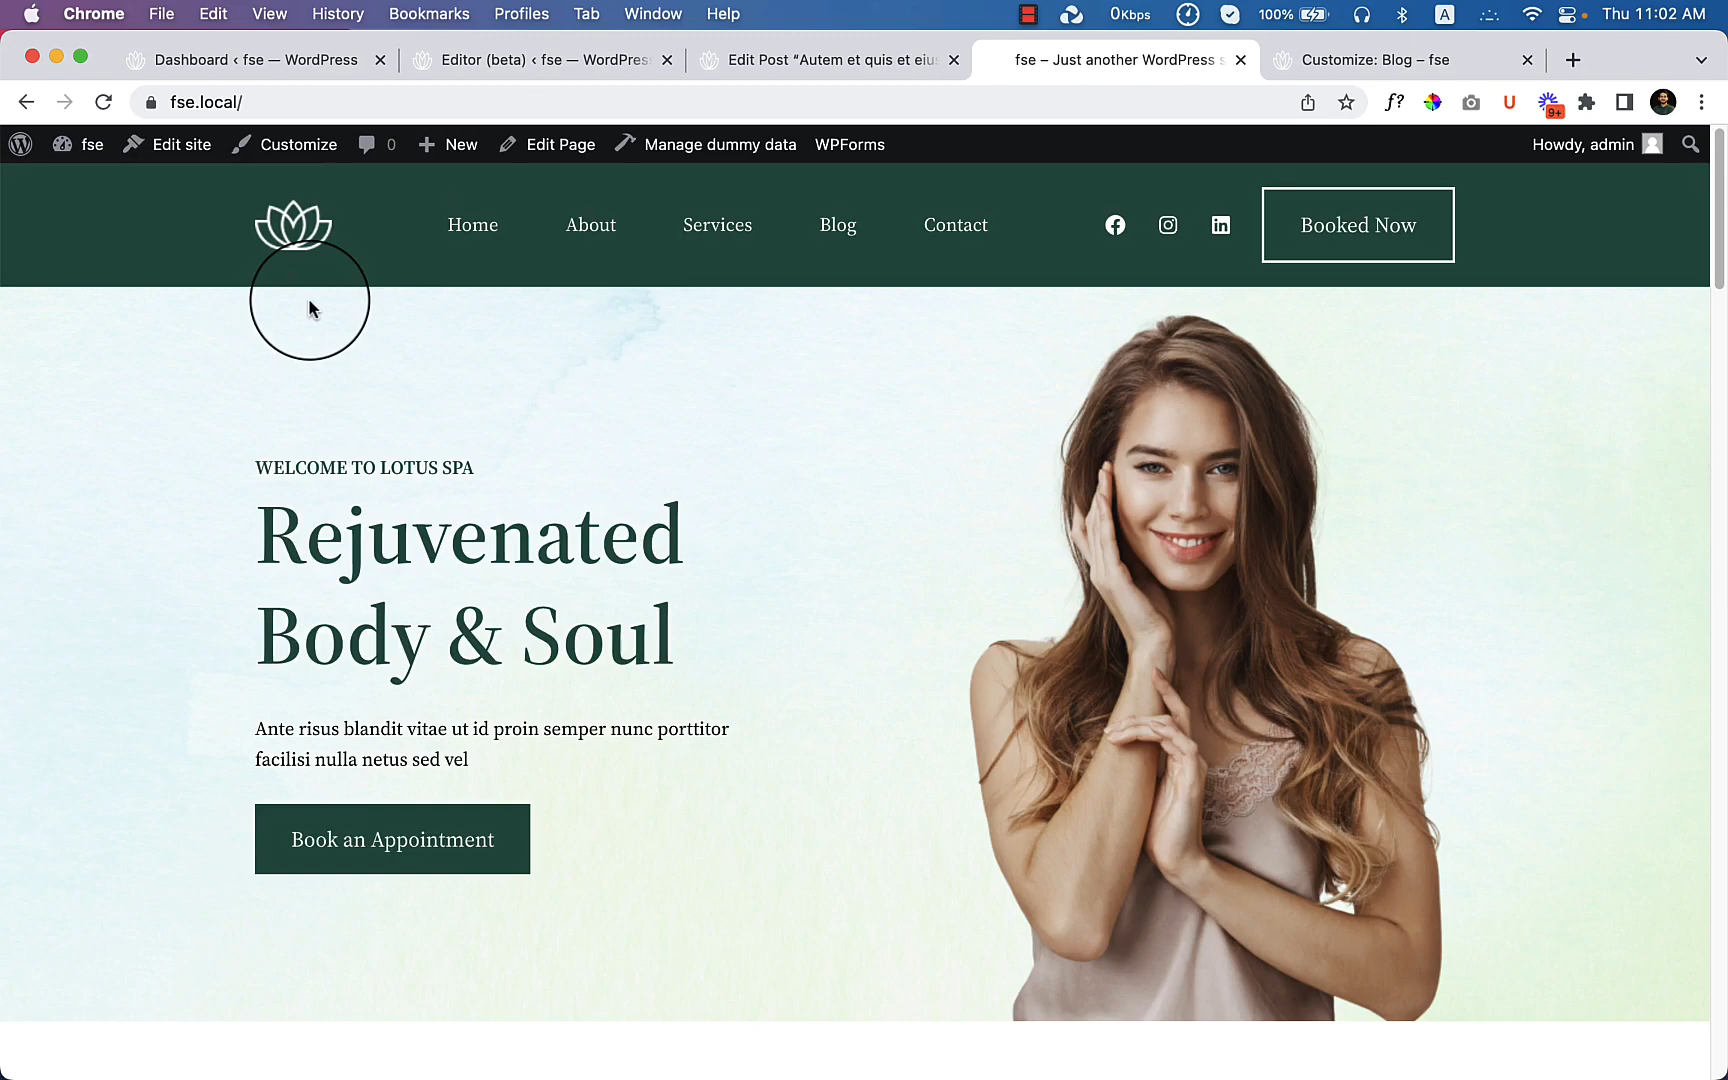 Chrome File Edit View History Bookmarks Profiles Tab Window Help 0Kbps 100% A Thu 11:02 AM
Dashboard ‹ fse — WordPress Editor (beta) ‹ fse — WordPress Edit Post “Autem et quis et eius fse – Just another WordPress s Customize: Blog – fse
fse.local/ f? U 9+
fse Edit site Customize 0 New Edit Page Manage dummy data WPForms Howdy, admin
Home About Services Blog Contact Booked Now
WELCOME TO LOTUS SPA
Rejuvenated
Body & Soul
Ante risus blandit vitae ut id proin semper nunc porttitor
facilisi nulla netus sed vel
Book an Appointment